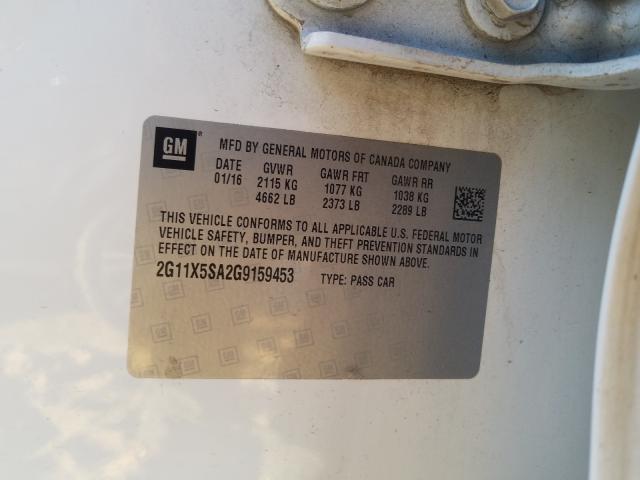 GM®
MFD BY GENERAL MOTORS OF CANADA COMPANY
DATE GVWR GAWR FRT GAWR RR
01/16 2115 KG 1077 KG 1038 KG
4662 LB 2373 LB 2289 LB
THIS VEHICLE CONFORMS TO ALL APPLICABLE U.S. FEDERAL MOTOR
VEHICLE SAFETY, BUMPER, AND THEFT PREVENTION STANDARDS IN
EFFECT ON THE DATE OF MANUFACTURE SHOWN ABOVE.
2G11X5SA2G9159453 TYPE: PASS CAR